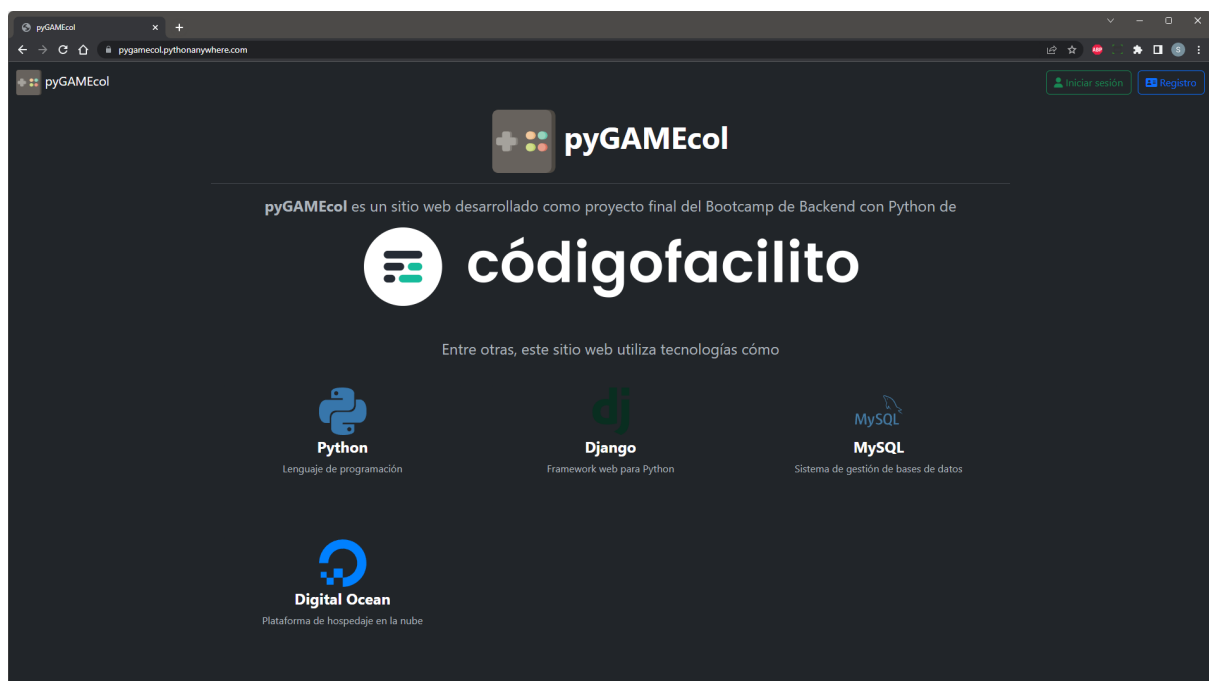 pyGAMEcol
pygamecol.pythonanywhere.com
ABP
S
pyGAMEcol
Iniciar sesión
Registro
pyGAMEcol
pyGAMEcol es un sitio web desarrollado como proyecto final del Bootcamp de Backend con Python de
códigofacilito
Entre otras, este sitio web utiliza tecnologías cómo
Python
Lenguaje de programación
dj
Django
Framework web para Python
MySQL
MySQL
Sistema de gestión de bases de datos
Digital Ocean
Plataforma de hospedaje en la nube